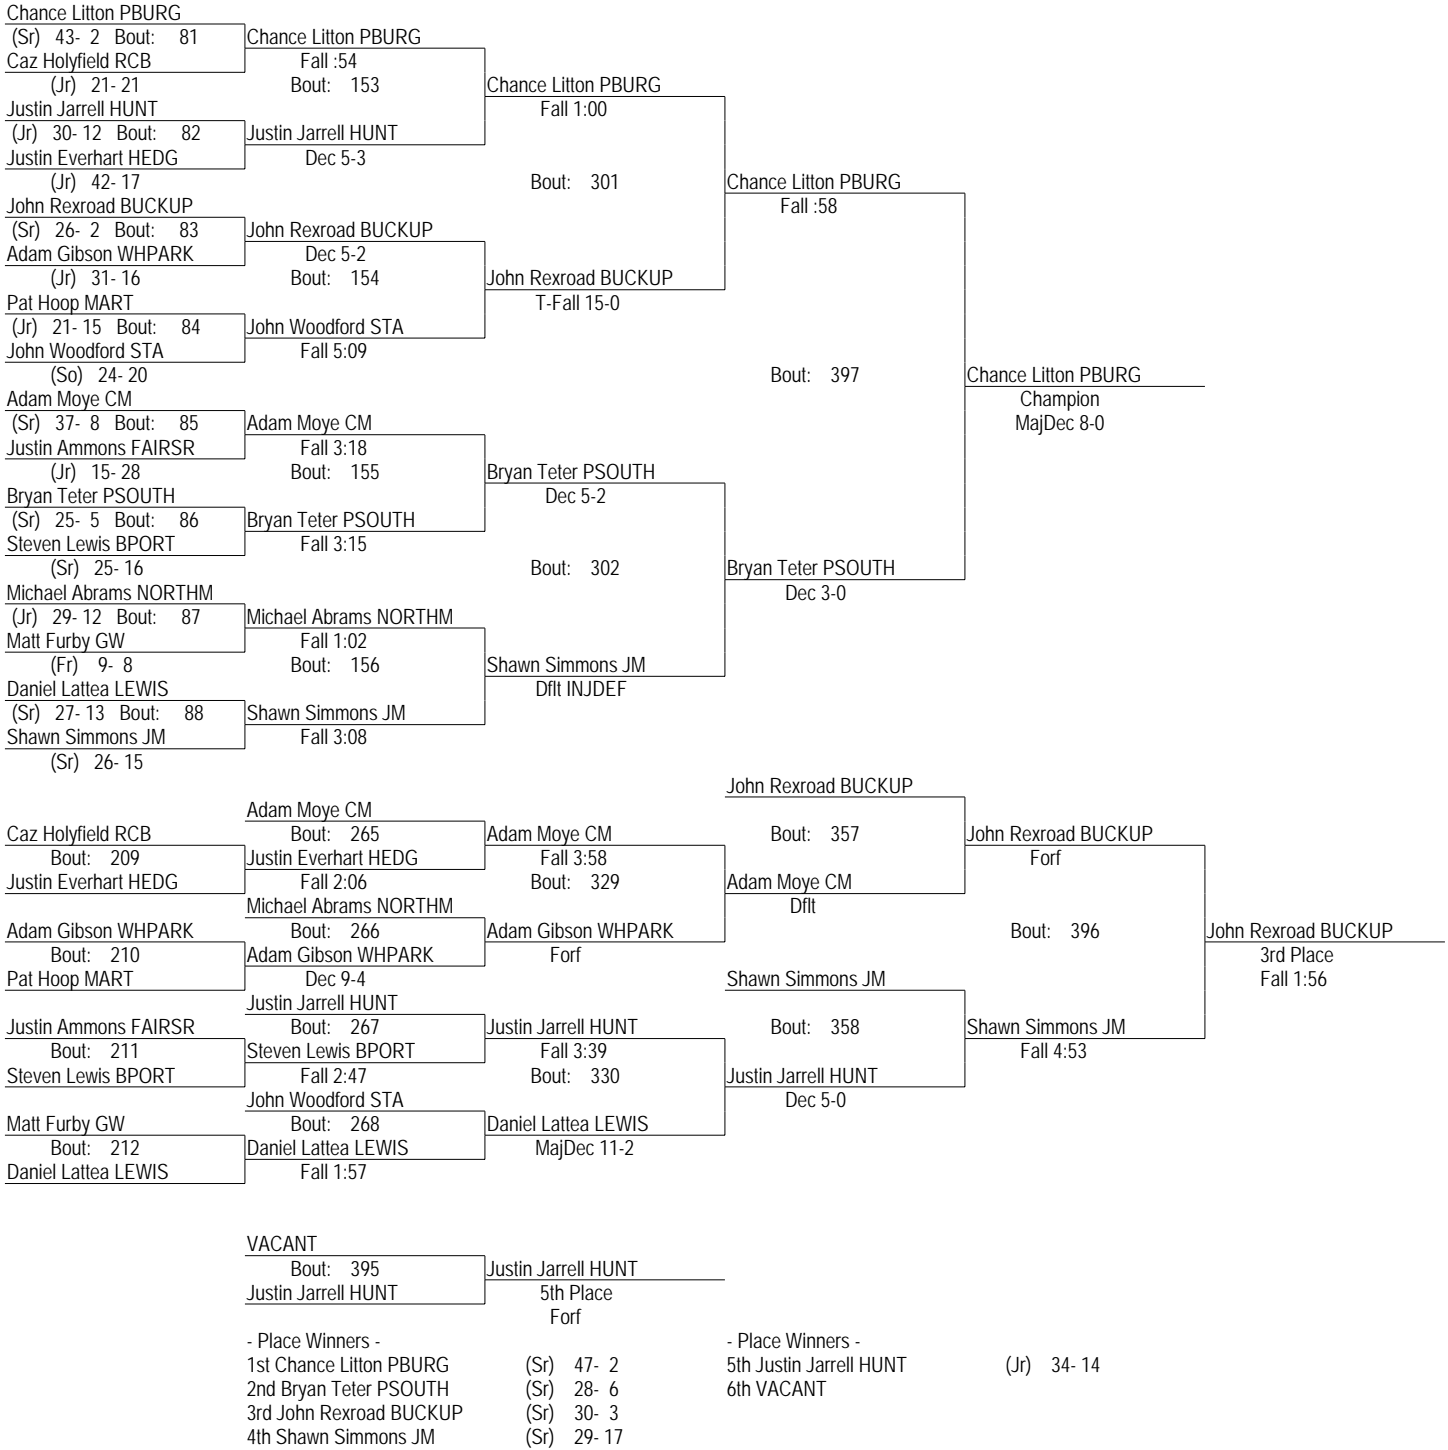 Chance Litton PBURG
(Sr) 43- 2 Bout: 81 Chance Litton PBURG
Caz Holyfield RCB Fall :54
(Jr) 21- 21 Bout: 153 Chance Litton PBURG
Justin Jarrell HUNT Fall 1:00
(Jr) 30- 12 Bout: 82 Justin Jarrell HUNT
Justin Everhart HEDG Dec 5-3
(Jr) 42- 17 Bout: 301 Chance Litton PBURG
John Rexroad BUCKUP Fall :58
(Sr) 26- 2 Bout: 83 John Rexroad BUCKUP
Adam Gibson WHPARK Dec 5-2
(Jr) 31- 16 Bout: 154 John Rexroad BUCKUP
Pat Hoop MART T-Fall 15-0
(Jr) 21- 15 Bout: 84 John Woodford STA
John Woodford STA Fall 5:09
(So) 24- 20 Bout: 397 Chance Litton PBURG
Adam Moye CM Champion
(Sr) 37- 8 Bout: 85 Adam Moye CM MajDec 8-0
Justin Ammons FAIRSR Fall 3:18
(Jr) 15- 28 Bout: 155 Bryan Teter PSOUTH
Bryan Teter PSOUTH Dec 5-2
(Sr) 25- 5 Bout: 86 Bryan Teter PSOUTH
Steven Lewis BPORT Fall 3:15
(Sr) 25- 16 Bout: 302 Bryan Teter PSOUTH
Michael Abrams NORTHM Dec 3-0
(Jr) 29- 12 Bout: 87 Michael Abrams NORTHM
Matt Furby GW Fall 1:02
(Fr) 9- 8 Bout: 156 Shawn Simmons JM
Daniel Lattea LEWIS Dflt INJDEF
(Sr) 27- 13 Bout: 88 Shawn Simmons JM
Shawn Simmons JM Fall 3:08
(Sr) 26- 15
John Rexroad BUCKUP
Adam Moye CM
Caz Holyfield RCB Bout: 265 Adam Moye CM Bout: 357 John Rexroad BUCKUP
Bout: 209 Justin Everhart HEDG Fall 3:58 Forf
Justin Everhart HEDG Fall 2:06 Bout: 329 Adam Moye CM
Michael Abrams NORTHM Dflt
Adam Gibson WHPARK Bout: 266 Adam Gibson WHPARK Bout: 396 John Rexroad BUCKUP
Bout: 210 Adam Gibson WHPARK Forf 3rd Place
Pat Hoop MART Dec 9-4 Shawn Simmons JM Fall 1:56
Justin Jarrell HUNT
Justin Ammons FAIRSR Bout: 267 Justin Jarrell HUNT Bout: 358 Shawn Simmons JM
Bout: 211 Steven Lewis BPORT Fall 3:39 Fall 4:53
Steven Lewis BPORT Fall 2:47 Bout: 330 Justin Jarrell HUNT
John Woodford STA Dec 5-0
Matt Furby GW Bout: 268 Daniel Lattea LEWIS
Bout: 212 Daniel Lattea LEWIS MajDec 11-2
Daniel Lattea LEWIS Fall 1:57
VACANT
Bout: 395 Justin Jarrell HUNT
Justin Jarrell HUNT 5th Place
Forf
- Place Winners - - Place Winners -
1st Chance Litton PBURG (Sr) 47- 2 5th Justin Jarrell HUNT (Jr) 34- 14
2nd Bryan Teter PSOUTH (Sr) 28- 6 6th VACANT
3rd John Rexroad BUCKUP (Sr) 30- 3
4th Shawn Simmons JM (Sr) 29- 17